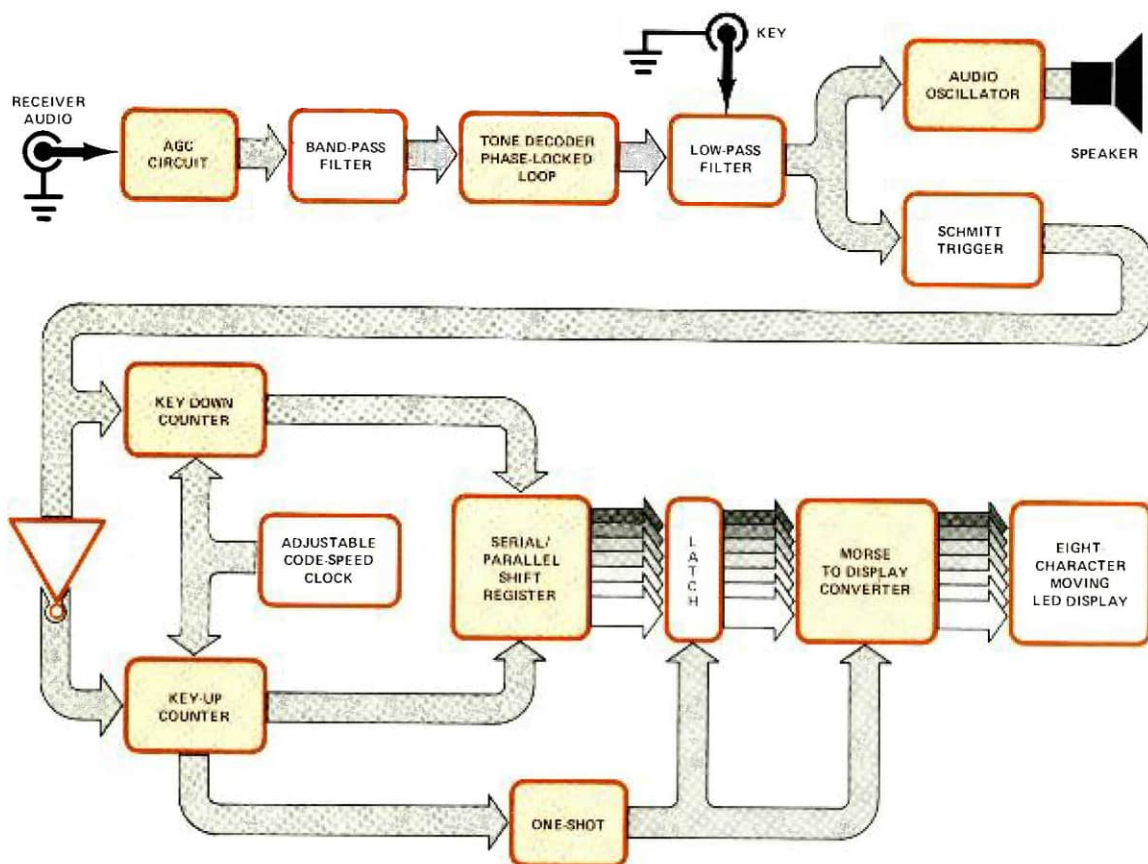 RECEIVER
AUDIO
AGC
CIRCUIT
BAND-PASS
FILTER
TONE DECODER
PHASE-LOCKED
LOOP
KEY
LOW-PASS
FILTER
AUDIO
OSCILLATOR
SPEAKER
SCHMITT
TRIGGER
KEY DOWN
COUNTER
ADJUSTABLE
CODE-SPEED
CLOCK
KEY-UP
COUNTER
SERIAL/
PARALLEL
SHIFT
REGISTER
LATCH
MORSE
TO DISPLAY
CONVERTER
EIGHT-
CHARACTER
MOVING
LED DISPLAY
ONE-SHOT